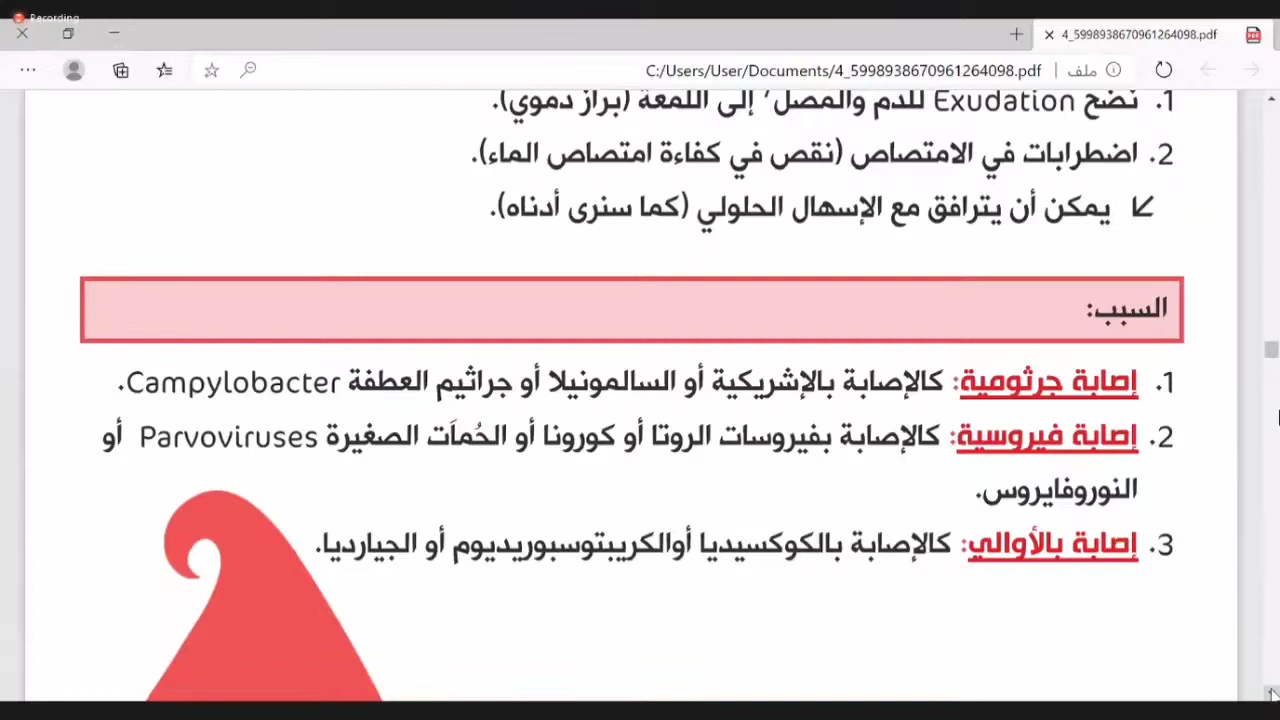 Recording
4_5998938670961264098.pdf
C:/Users/User/Documents/4_5998938670961264098.pdf | ملف
1. نضح Exudation للدم والمصل، إلى اللمعة (براز دموي).
2. اضطرابات في الامتصاص (نقص في كفاءة امتصاص الماء).
يمكن أن يترافق مع الإسهال الحلولي (كما سنرى أدناه).
السبب:
1. إصابة جرثومية: كالإصابة بالإشريكية أو السالمونيلا أو جراثيم العطفة Campylobacter.
2. إصابة فيروسية: كالإصابة بفيروسات الروتا أو كورونا أو الحُماَت الصغيرة Parvoviruses أو
النوروفايروس.
3. إصابة بالأوالي: كالإصابة بالكوكسيديا أوالكريبتوسبوريديوم أو الجيارديا.